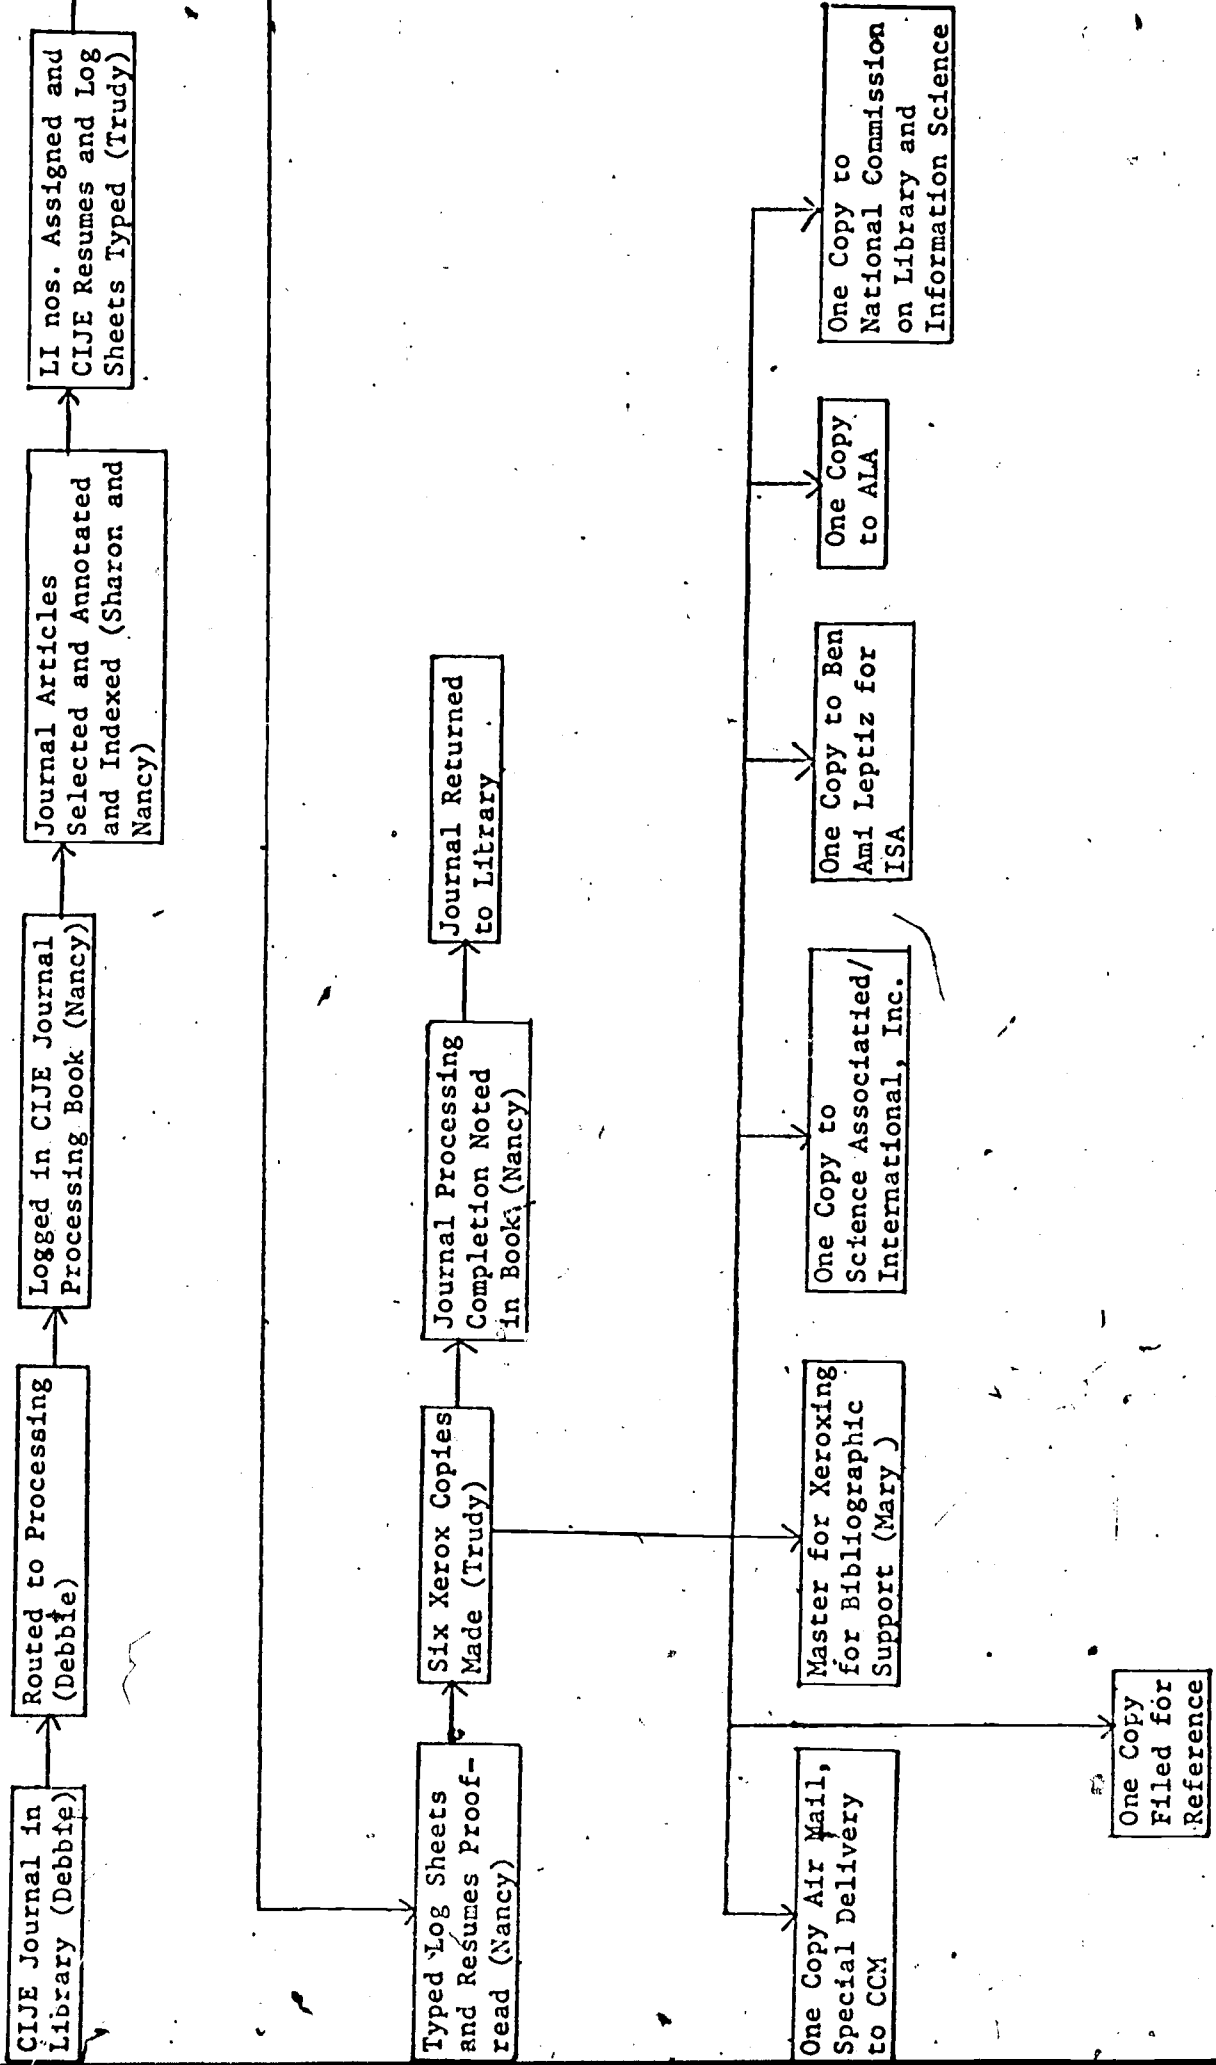 CIJE Journal in
Library (Debbie)
Routed to Processing
(Debbie)
Logged in CIJE Journal
Processing Book (Nancy)
Journal Articles
Selected and Annotated
and Indexed (Sharon and
Nancy)
LI nos. Assigned and
CIJE Resumes and Log
Sheets Typed (Trudy)
Typed Log Sheets
and Resumes Proof-
read (Nancy)
Six Xerox Copies
Made (Trudy)
Journal Processing
Completion Noted
in Book (Nancy)
Journal Returned
to Library
One Copy Air Mail,
Special Delivery
to CCM
One Copy
Filed for
Reference
Master for Xeroxing
for Bibliographic
Support (Mary )
One Copy to
Science Associatied/
International, Inc.
One Copy to Ben
Ami Leptiz for
ISA
One Copy
to ALA
One Copy to
National Commission
on Library and
Information Science